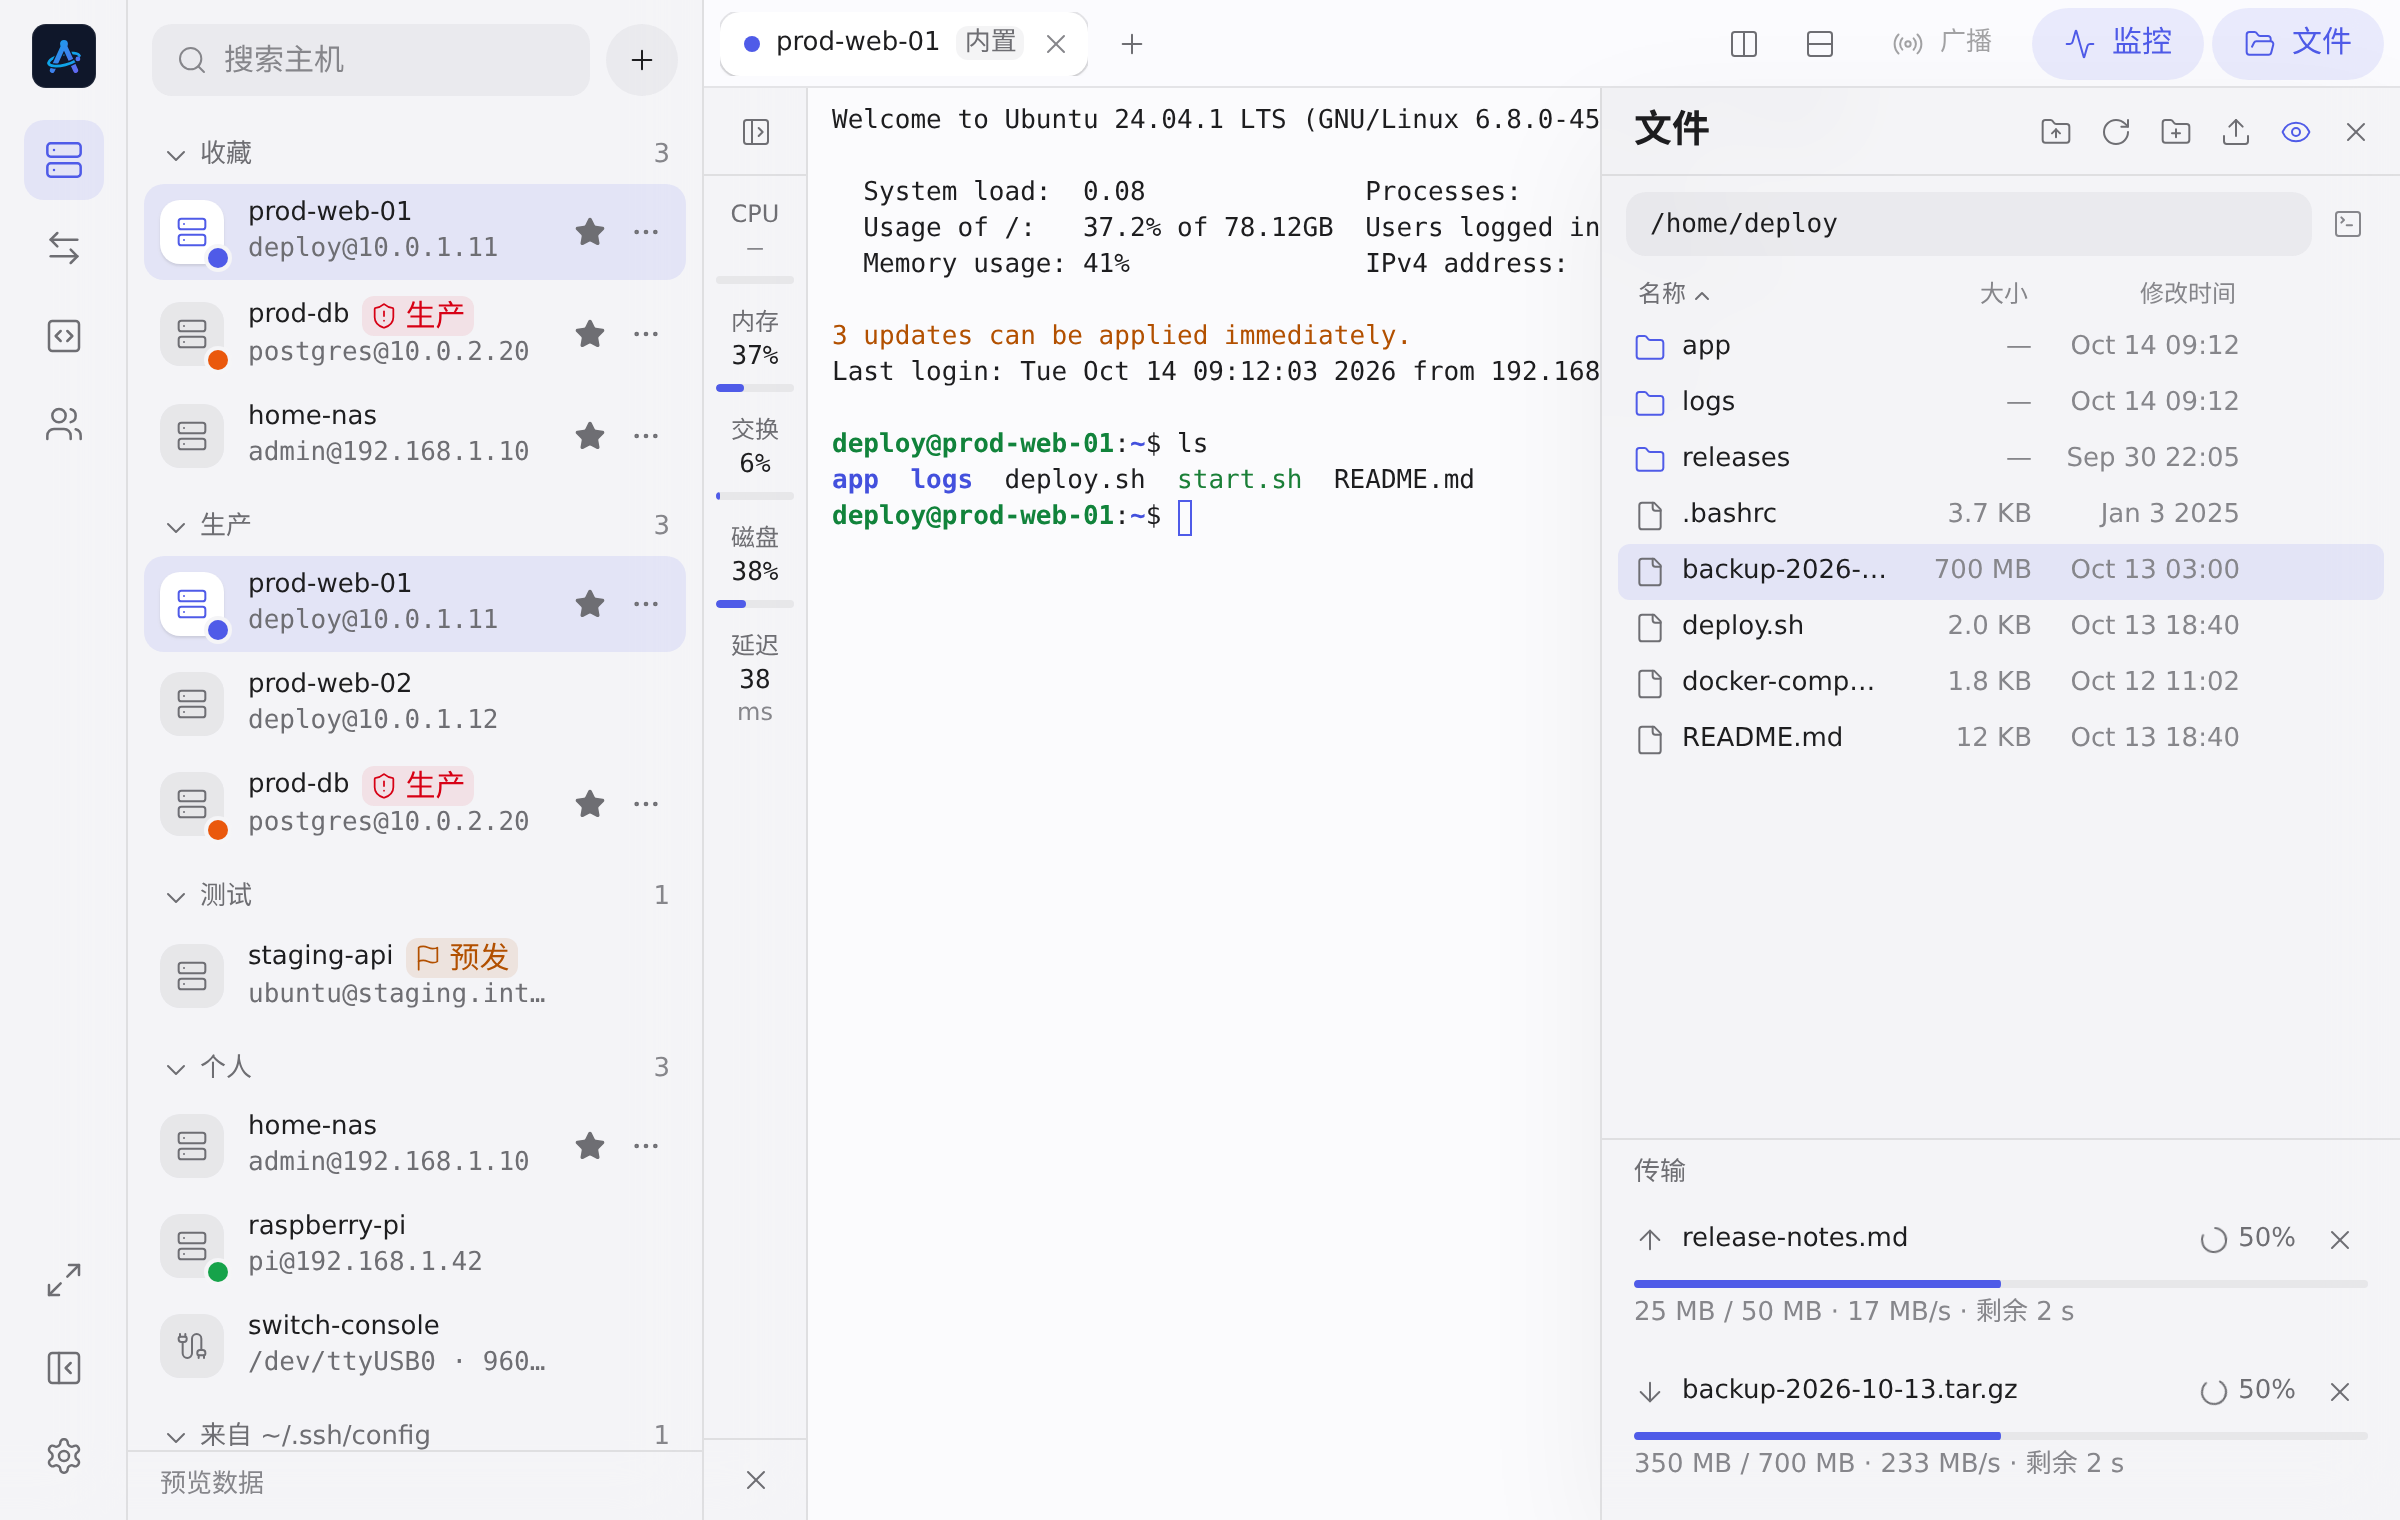 搜索主机
收藏 3
prod-web-01
deploy@10.0.1.11
prod-db 生产
postgres@10.0.2.20
home-nas
admin@192.168.1.10
生产 3
prod-web-01
deploy@10.0.1.11
prod-web-02
deploy@10.0.1.12
prod-db 生产
postgres@10.0.2.20
测试 1
staging-api 预发
ubuntu@staging.int…
个人 3
home-nas
admin@192.168.1.10
raspberry-pi
pi@192.168.1.42
switch-console
/dev/ttyUSB0 · 960…
来自 ~/.ssh/config 1
预览数据
prod-web-01 内置
广播
监控
文件
CPU
—
内存
37%
交换
6%
磁盘
38%
延迟
38
ms
Welcome to Ubuntu 24.04.1 LTS (GNU/Linux 6.8.0-45
System load: 0.08 Processes:
Usage of /: 37.2% of 78.12GB Users logged in
Memory usage: 41% IPv4 address:
3 updates can be applied immediately.
Last login: Tue Oct 14 09:12:03 2026 from 192.168
deploy@prod-web-01:~$ ls
app logs deploy.sh start.sh README.md
deploy@prod-web-01:~$
文件
/home/deploy
名称 大小 修改时间
app — Oct 14 09:12
logs — Oct 14 09:12
releases — Sep 30 22:05
.bashrc 3.7 KB Jan 3 2025
backup-2026-… 700 MB Oct 13 03:00
deploy.sh 2.0 KB Oct 13 18:40
docker-comp… 1.8 KB Oct 12 11:02
README.md 12 KB Oct 13 18:40
传输
release-notes.md 50%
25 MB / 50 MB · 17 MB/s · 剩余 2 s
backup-2026-10-13.tar.gz 50%
350 MB / 700 MB · 233 MB/s · 剩余 2 s